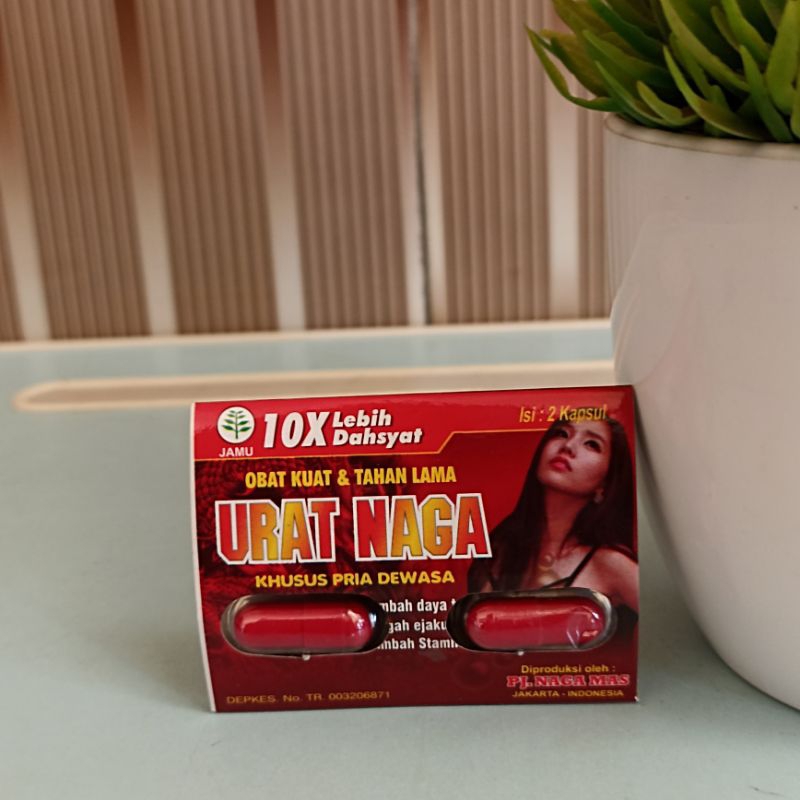 JAMU
10X Lebih Dahsyat
Isi : 2 Kapsul
OBAT KUAT & TAHAN LAMA
URAT NAGA
KHUSUS PRIA DEWASA
daya
Diproduksi oleh :
PJ. NAGA MAS
JAKARTA - INDONESIA
DEPKES. No. TR. 003206871